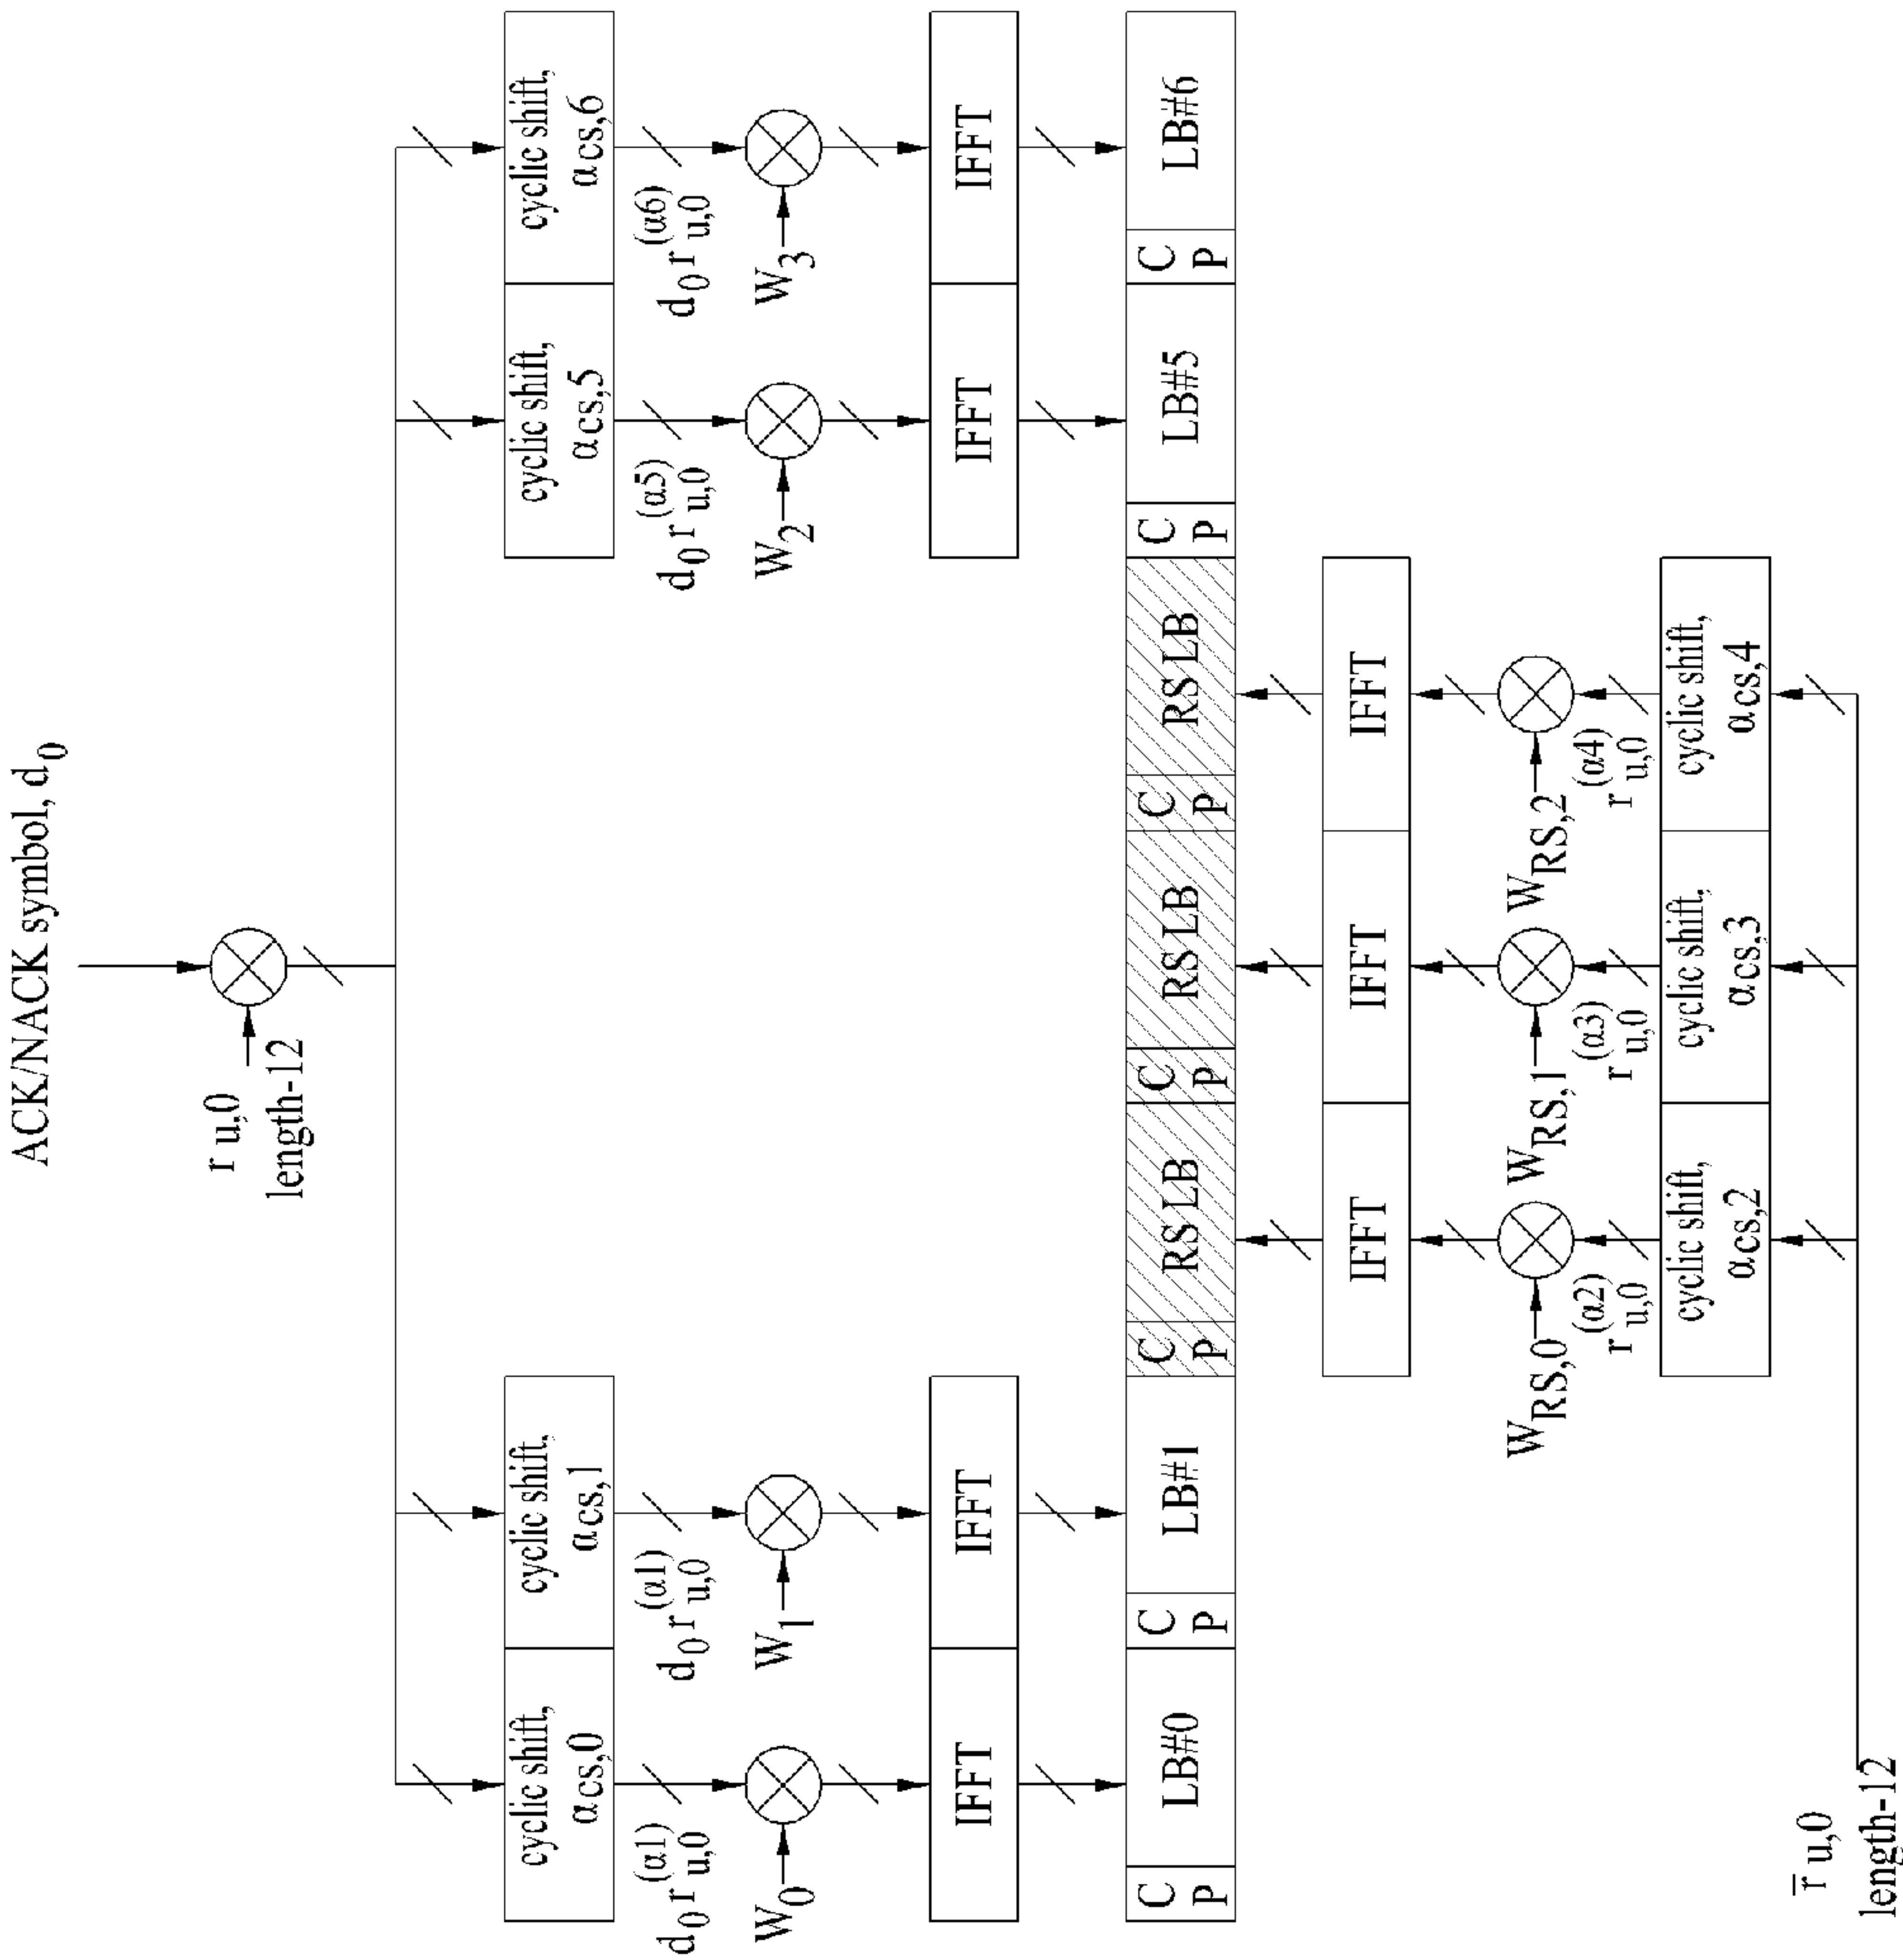 ACK/NACK symbol, d0
r u,0
length-12
cyclic shift, αcs,0
cyclic shift, αcs,1
cyclic shift, αcs,5
cyclic shift, αcs,6
d0 r u,0 (α1)
d0 r u,0 (α1)
d0 r u,0 (α5)
d0 r u,0 (α6)
W0
W1
W2
W3
IFFT
IFFT
IFFT
IFFT
CP LB#0 CP LB#1 CP RS LB CP RS LB CP RS LB CP LB#5 CP LB#6
IFFT
IFFT
IFFT
WRS,0
WRS,1
WRS,2
r u,0 (α2)
r u,0 (α3)
r u,0 (α4)
cyclic shift, αcs,2
cyclic shift, αcs,3
cyclic shift, αcs,4
r̅ u,0
length-12